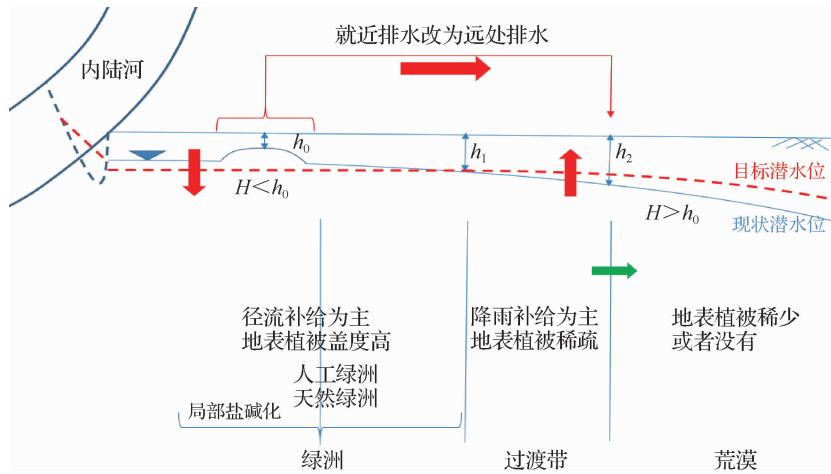 就近排水改为远处排水
内陆河
h0
h1
h2
目标潜水位
H<h0
H>h0
现状潜水位
径流补给为主
地表植被盖度高
降雨补给为主
地表植被稀疏
地表植被稀少
或者没有
人工绿洲
天然绿洲
局部盐碱化
绿洲
过渡带
荒漠